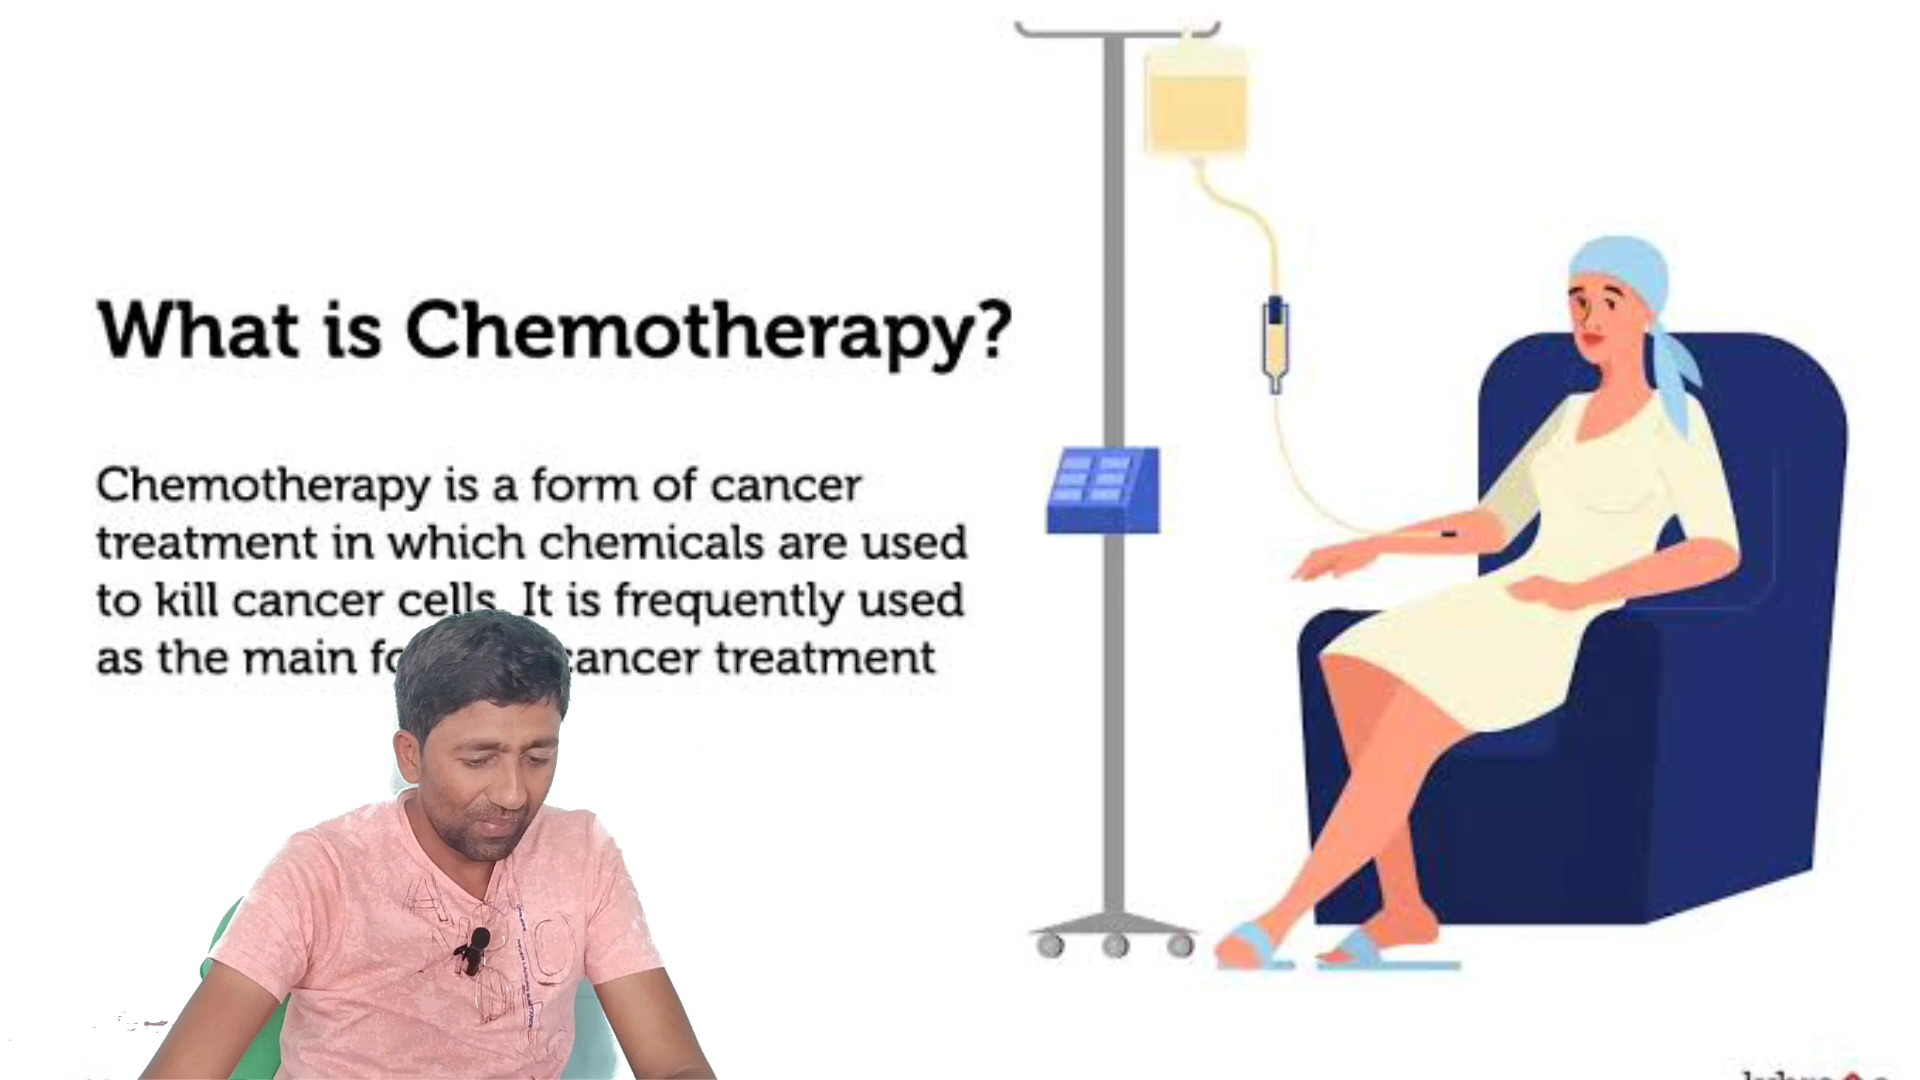 What is Chemotherapy?
Chemotherapy is a form of cancer
treatment in which chemicals are used
to kill cancer cells. It is frequently used
as the main cancer treatment